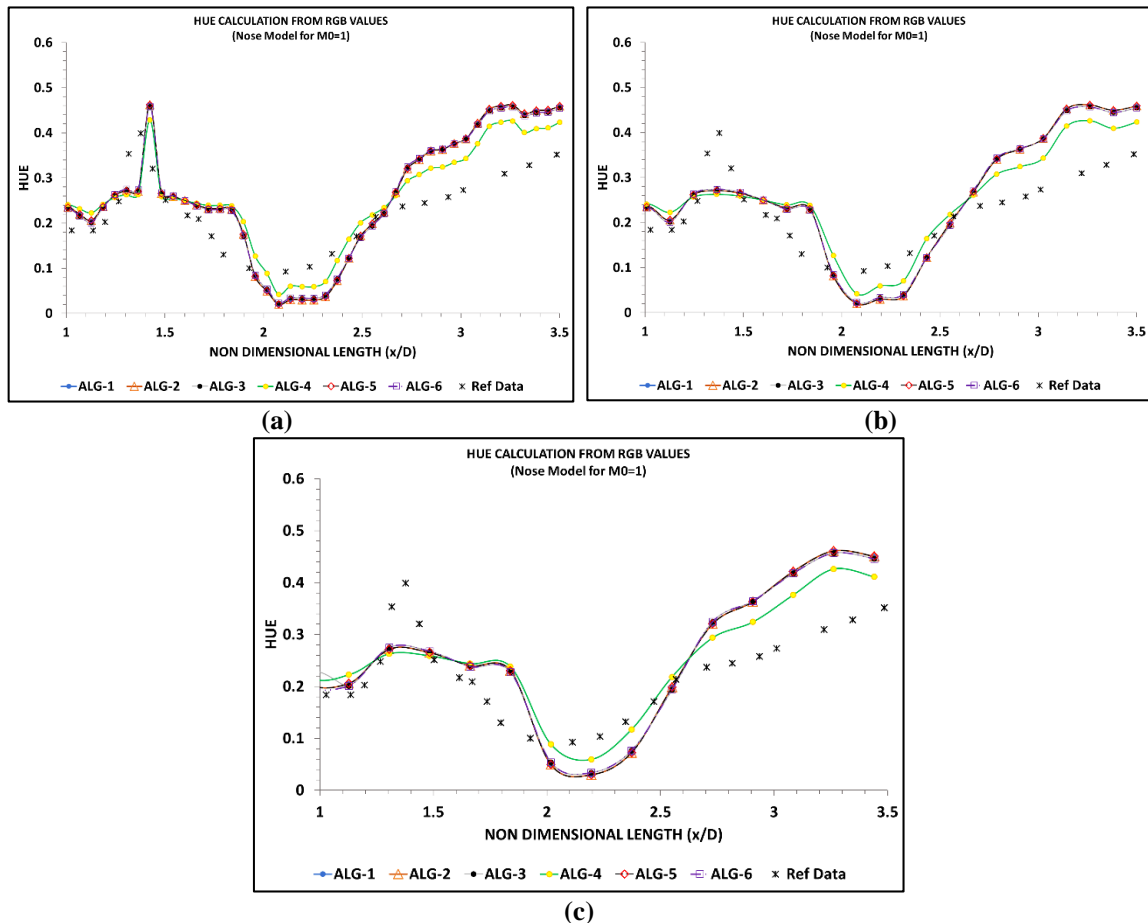 HUE CALCULATION FROM RGB VALUES
(Nose Model for M0=1)
0.6
0.5
0.4
0.3
0.2
0.1
0
HUE
1
1.5
2
2.5
3
3.5
NON DIMENSIONAL LENGTH (x/D)
ALG-1 ALG-2 ALG-3 ALG-4 ALG-5 ALG-6 Ref Data
(a)
HUE CALCULATION FROM RGB VALUES
(Nose Model for M0=1)
0.6
0.5
0.4
0.3
0.2
0.1
0
HUE
1
1.5
2
2.5
3
3.5
NON DIMENSIONAL LENGTH (x/D)
ALG-1 ALG-2 ALG-3 ALG-4 ALG-5 ALG-6 Ref Data
(b)
HUE CALCULATION FROM RGB VALUES
(Nose Model for M0=1)
0.6
0.5
0.4
0.3
0.2
0.1
0
HUE
1
1.5
2
2.5
3
3.5
NON DIMENSIONAL LENGTH (x/D)
ALG-1 ALG-2 ALG-3 ALG-4 ALG-5 ALG-6 Ref Data
(c)